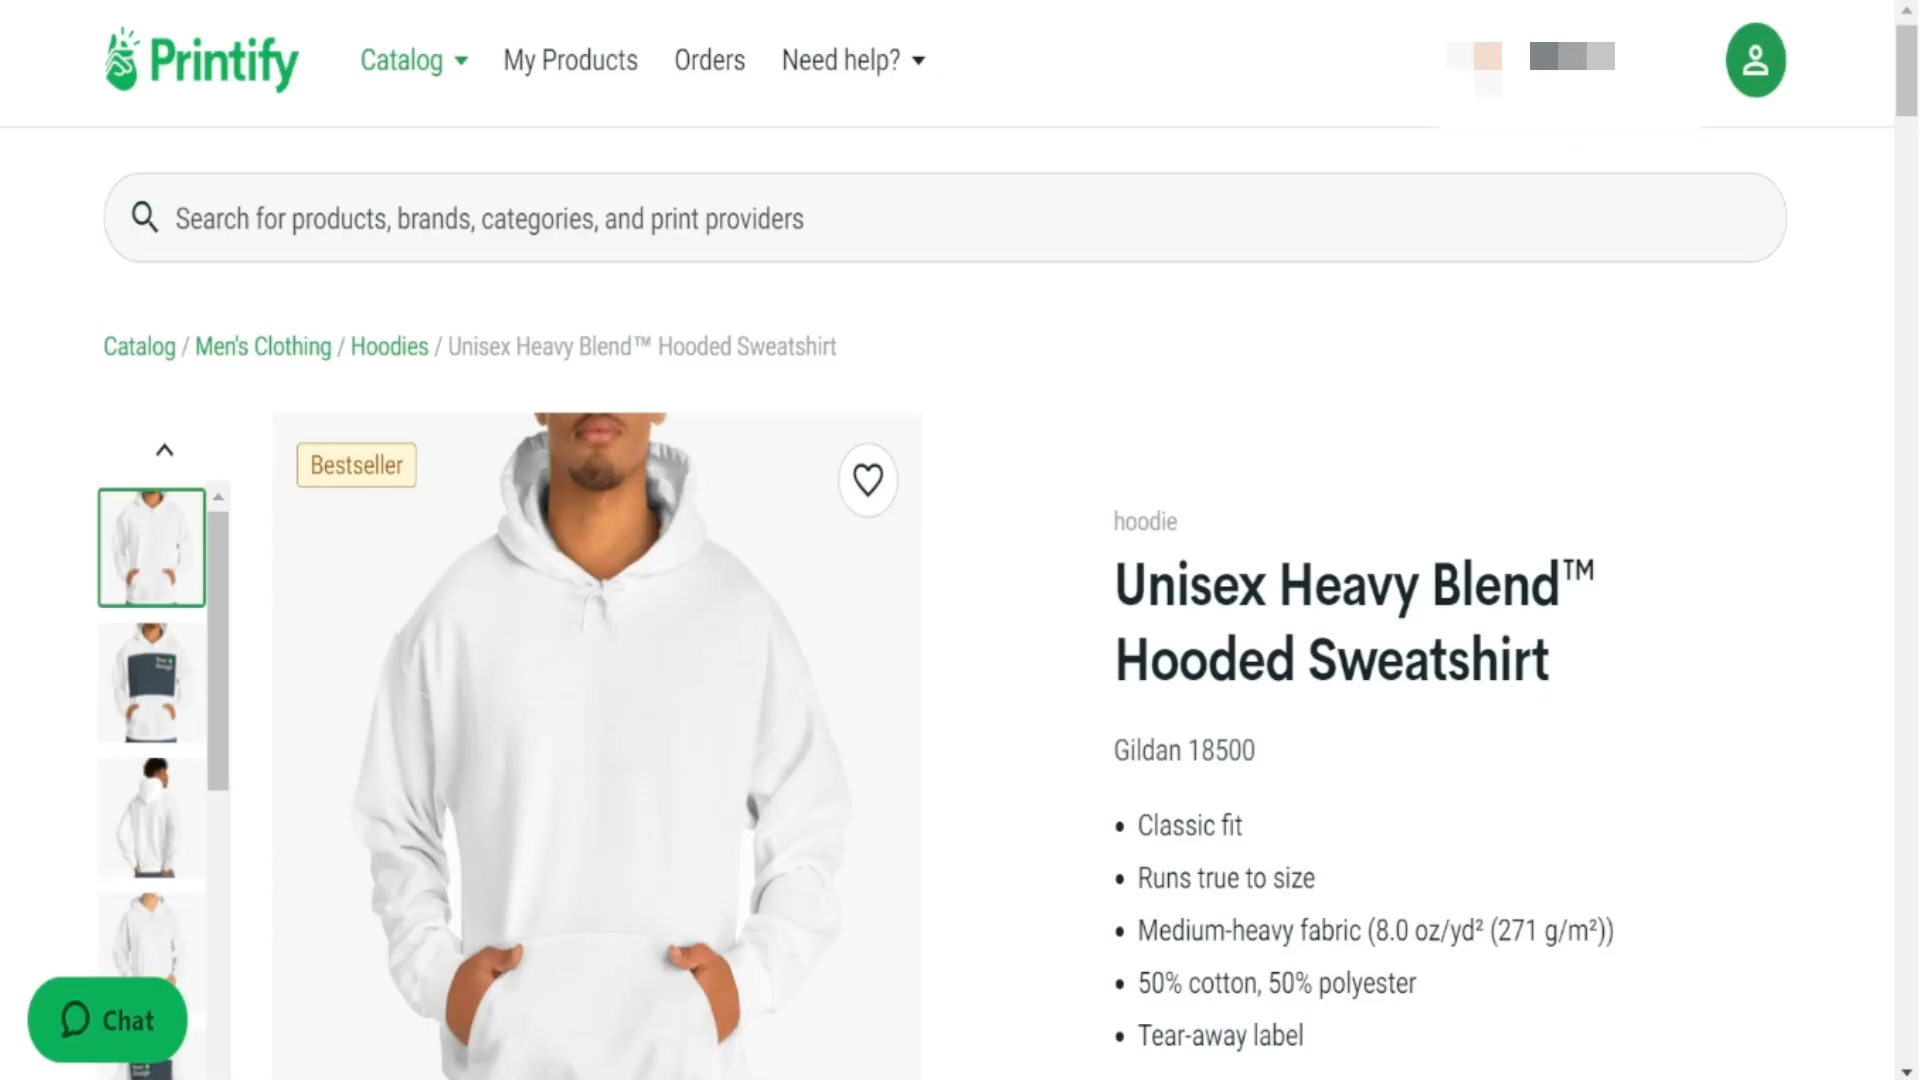 Printify
Catalog
My Products
Orders
Need help?
Search for products, brands, categories, and print providers
Catalog / Men's Clothing / Hoodies / Unisex Heavy Blend™ Hooded Sweatshirt
Bestseller
hoodie
Unisex Heavy Blend™
Hooded Sweatshirt
Gildan 18500
• Classic fit
• Runs true to size
• Medium-heavy fabric (8.0 oz/yd² (271 g/m²))
• 50% cotton, 50% polyester
• Tear-away label
Your
Design
Chat